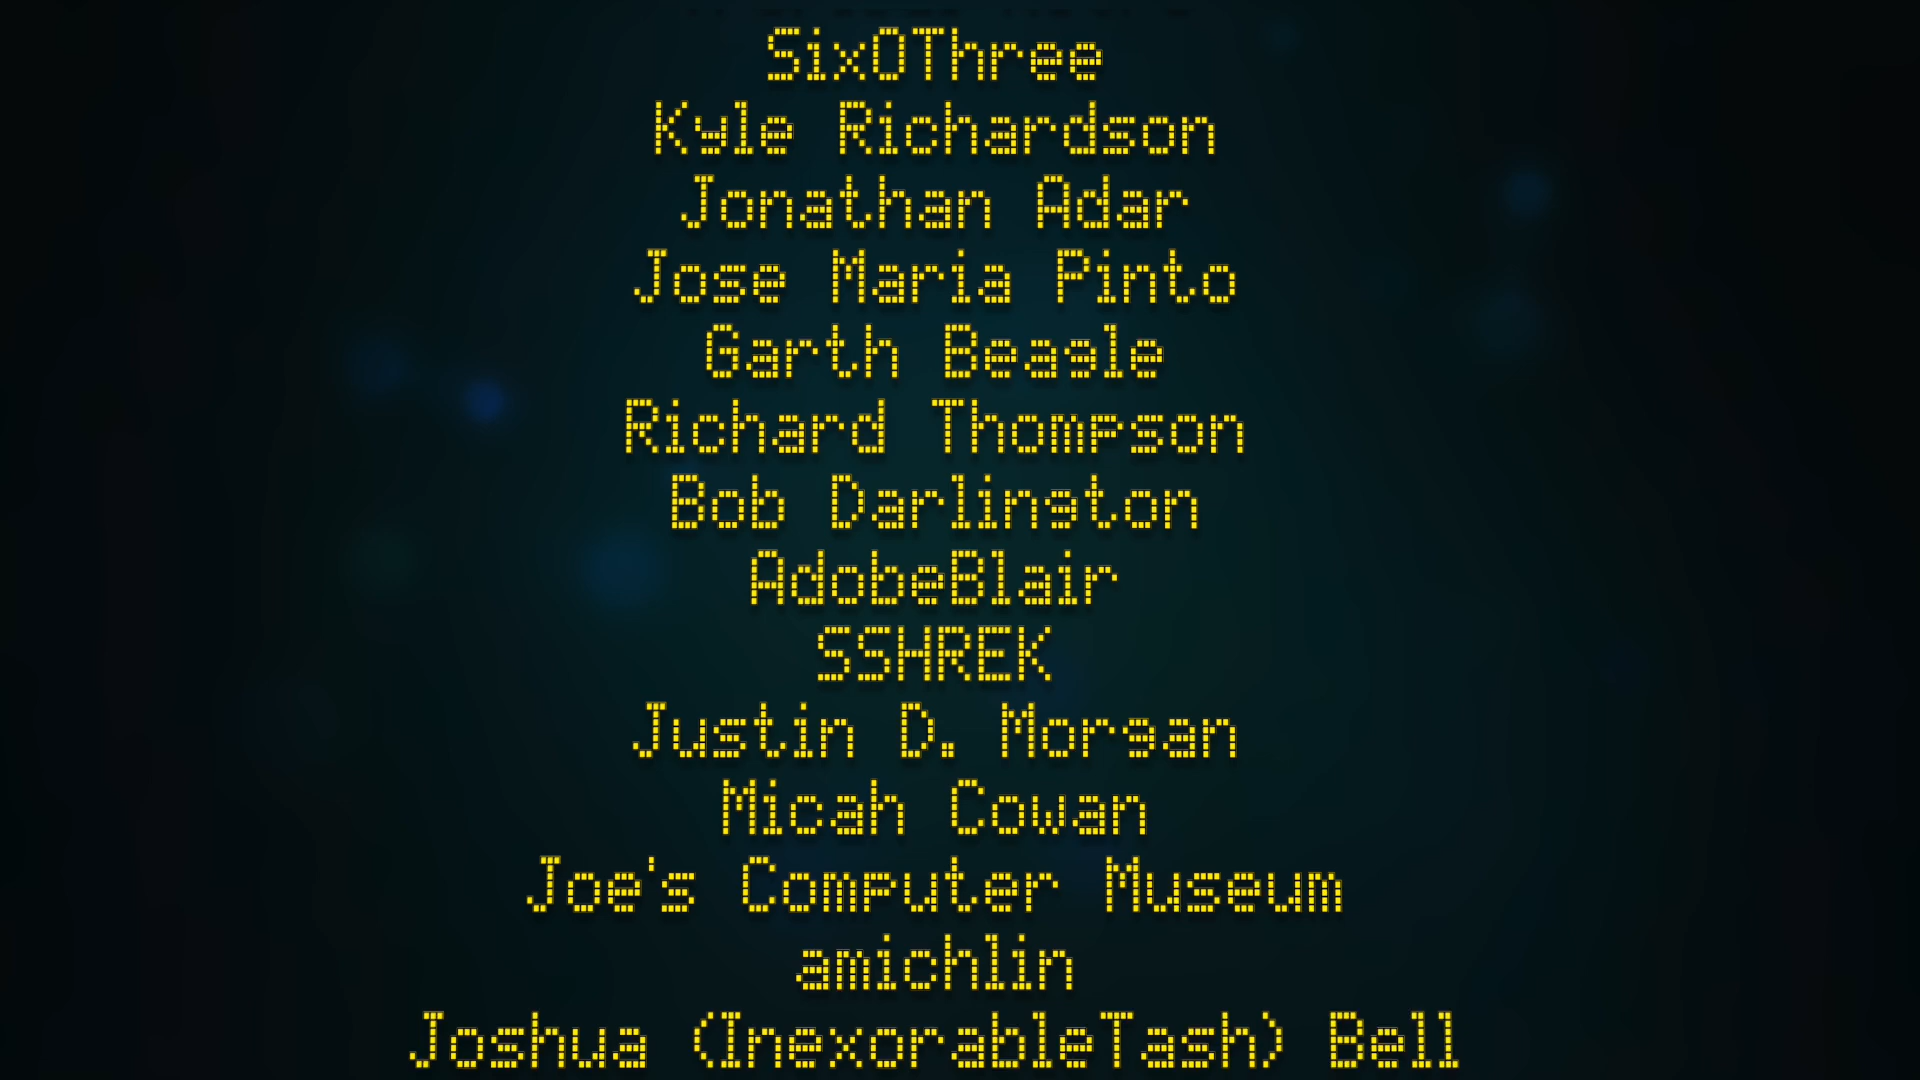 SixOThree
Kyle Richardson
Jonathan Adar
Jose Maria Pinto
Garth Beagle
Richard Thompson
Bob Darlington
AdobeBlair
SSHREK
Justin D. Morgan
Micah Cowan
Joe's Computer Museum
amichlin
Joshua (InexorableTash) Bell